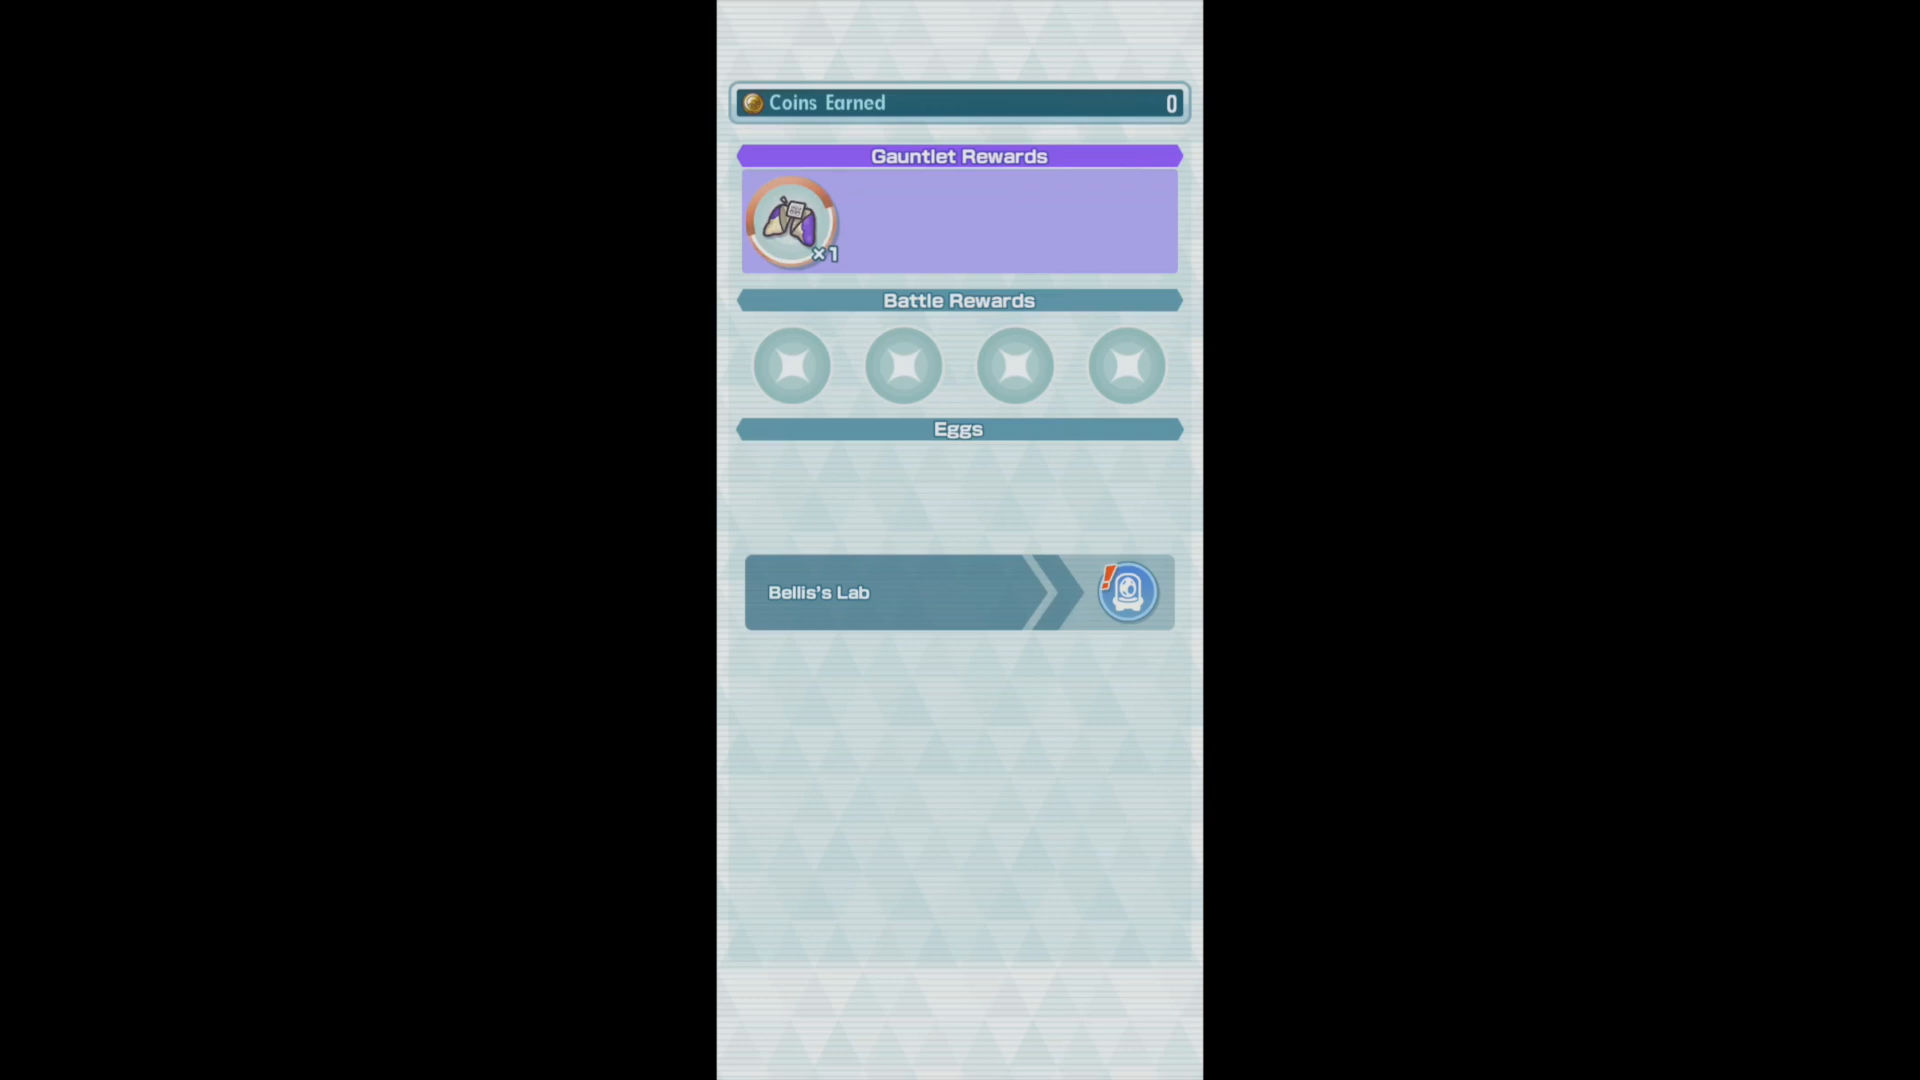 Coins Earned 0
Gauntlet Rewards
×1
Battle Rewards
Eggs
Bellis's Lab
!